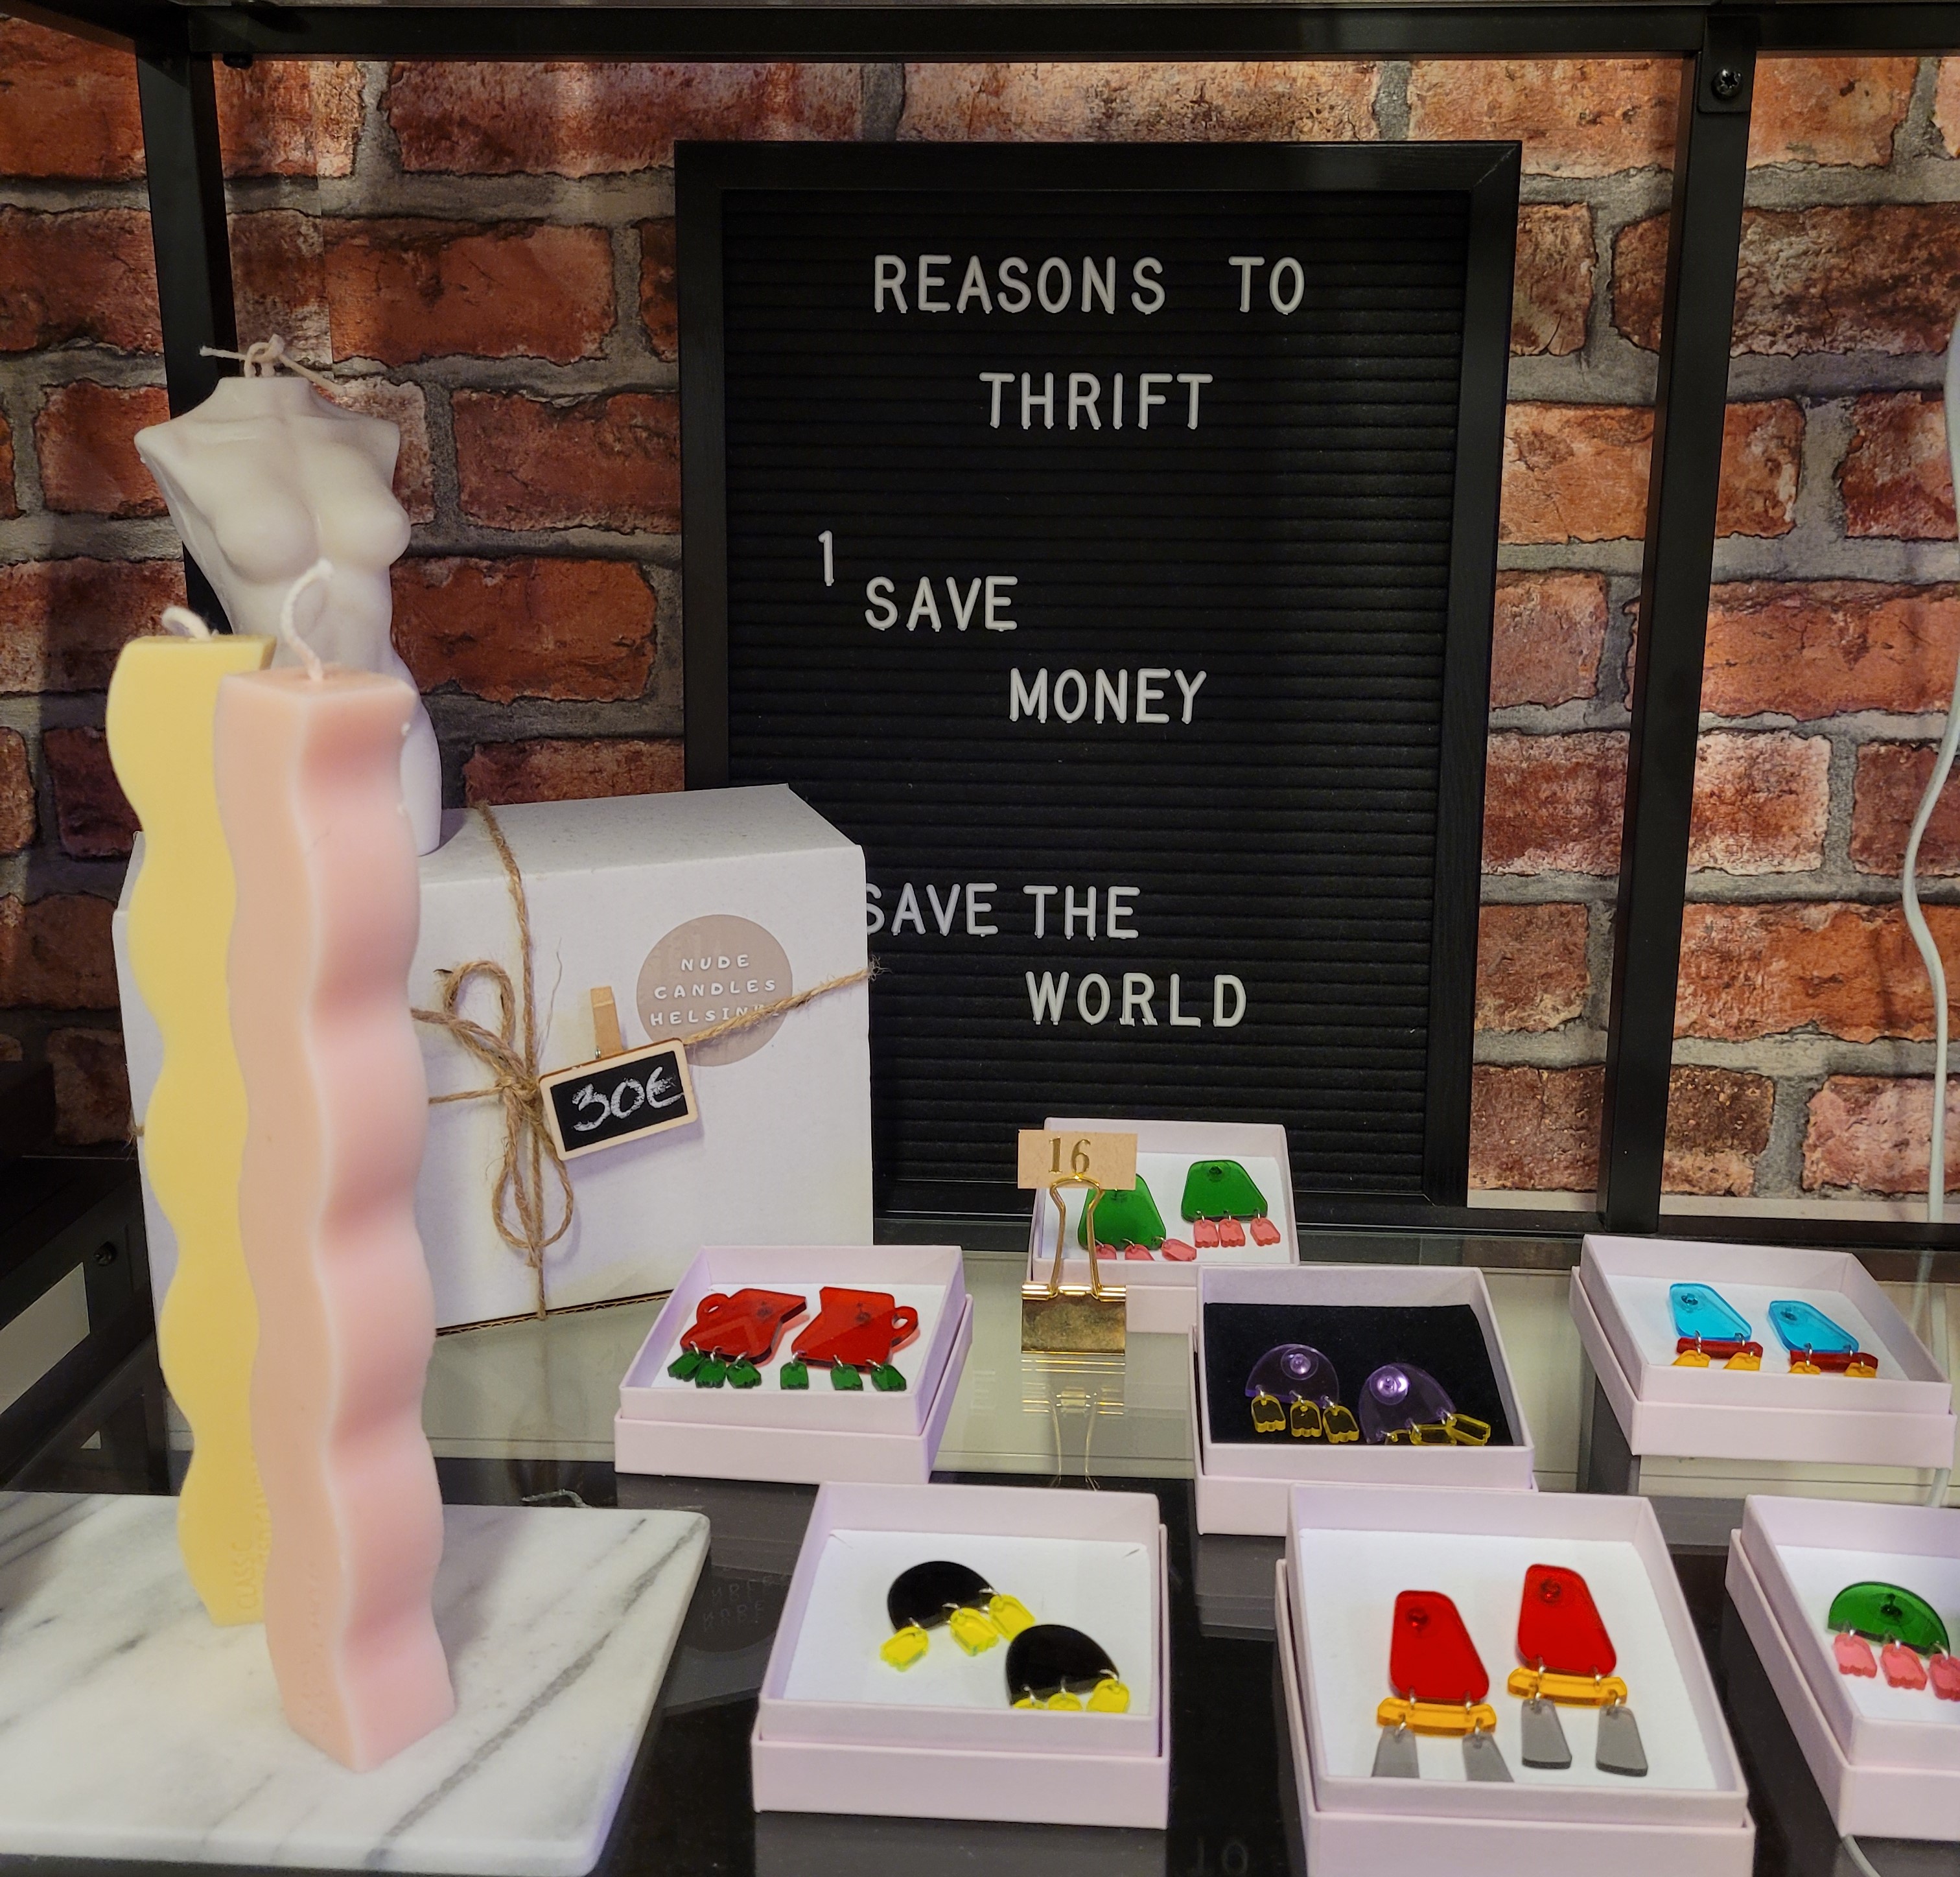 REASONS TO
THRIFT
1
SAVE
MONEY
SAVE THE
WORLD
NUDE
CANDLES
30€
16